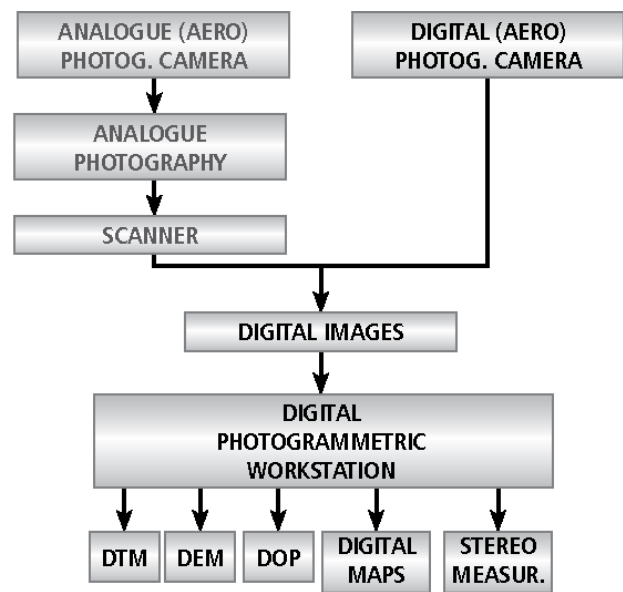 ANALOGUE (AERO)
PHOTOG. CAMERA
DIGITAL (AERO)
PHOTOG. CAMERA
ANALOGUE
PHOTOGRAPHY
SCANNER
DIGITAL IMAGES
DIGITAL
PHOTOGRAMMETRIC
WORKSTATION
DTM
DEM
DOP
DIGITAL
MAPS
STEREO
MEASUR.